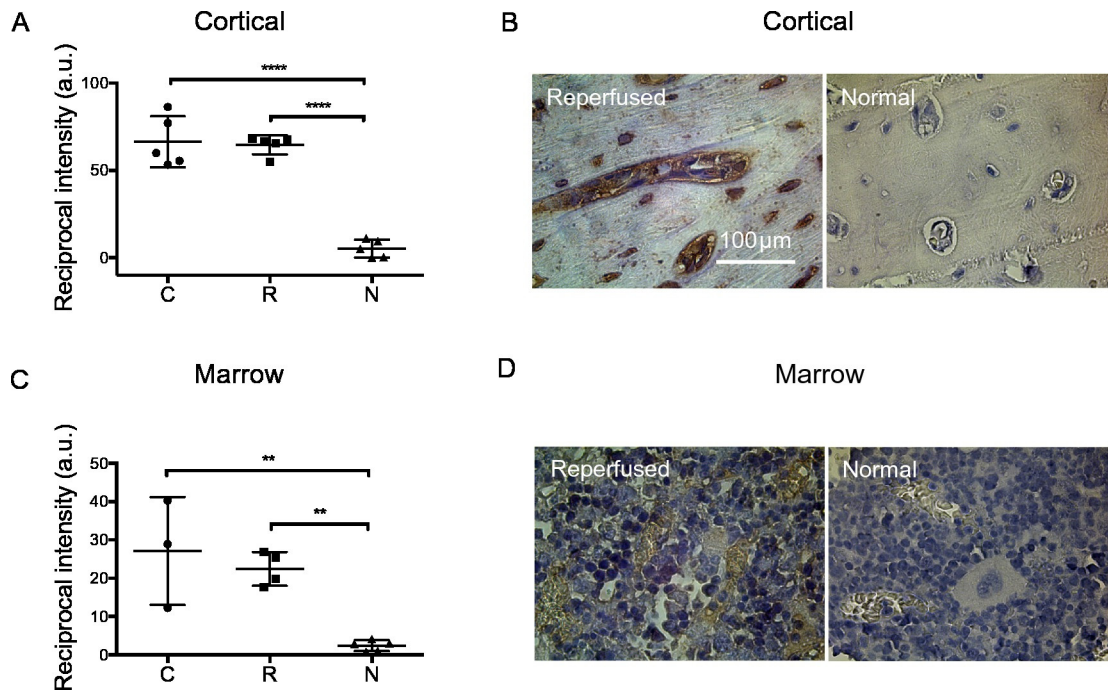 A
Cortical
Reciprocal intensity (a.u.)
100
50
0
****
****
C
R
N
B
Cortical
Reperfused
Normal
100µm
C
Marrow
Reciprocal intensity (a.u.)
50
40
30
20
10
0
**
**
C
R
N
D
Marrow
Reperfused
Normal